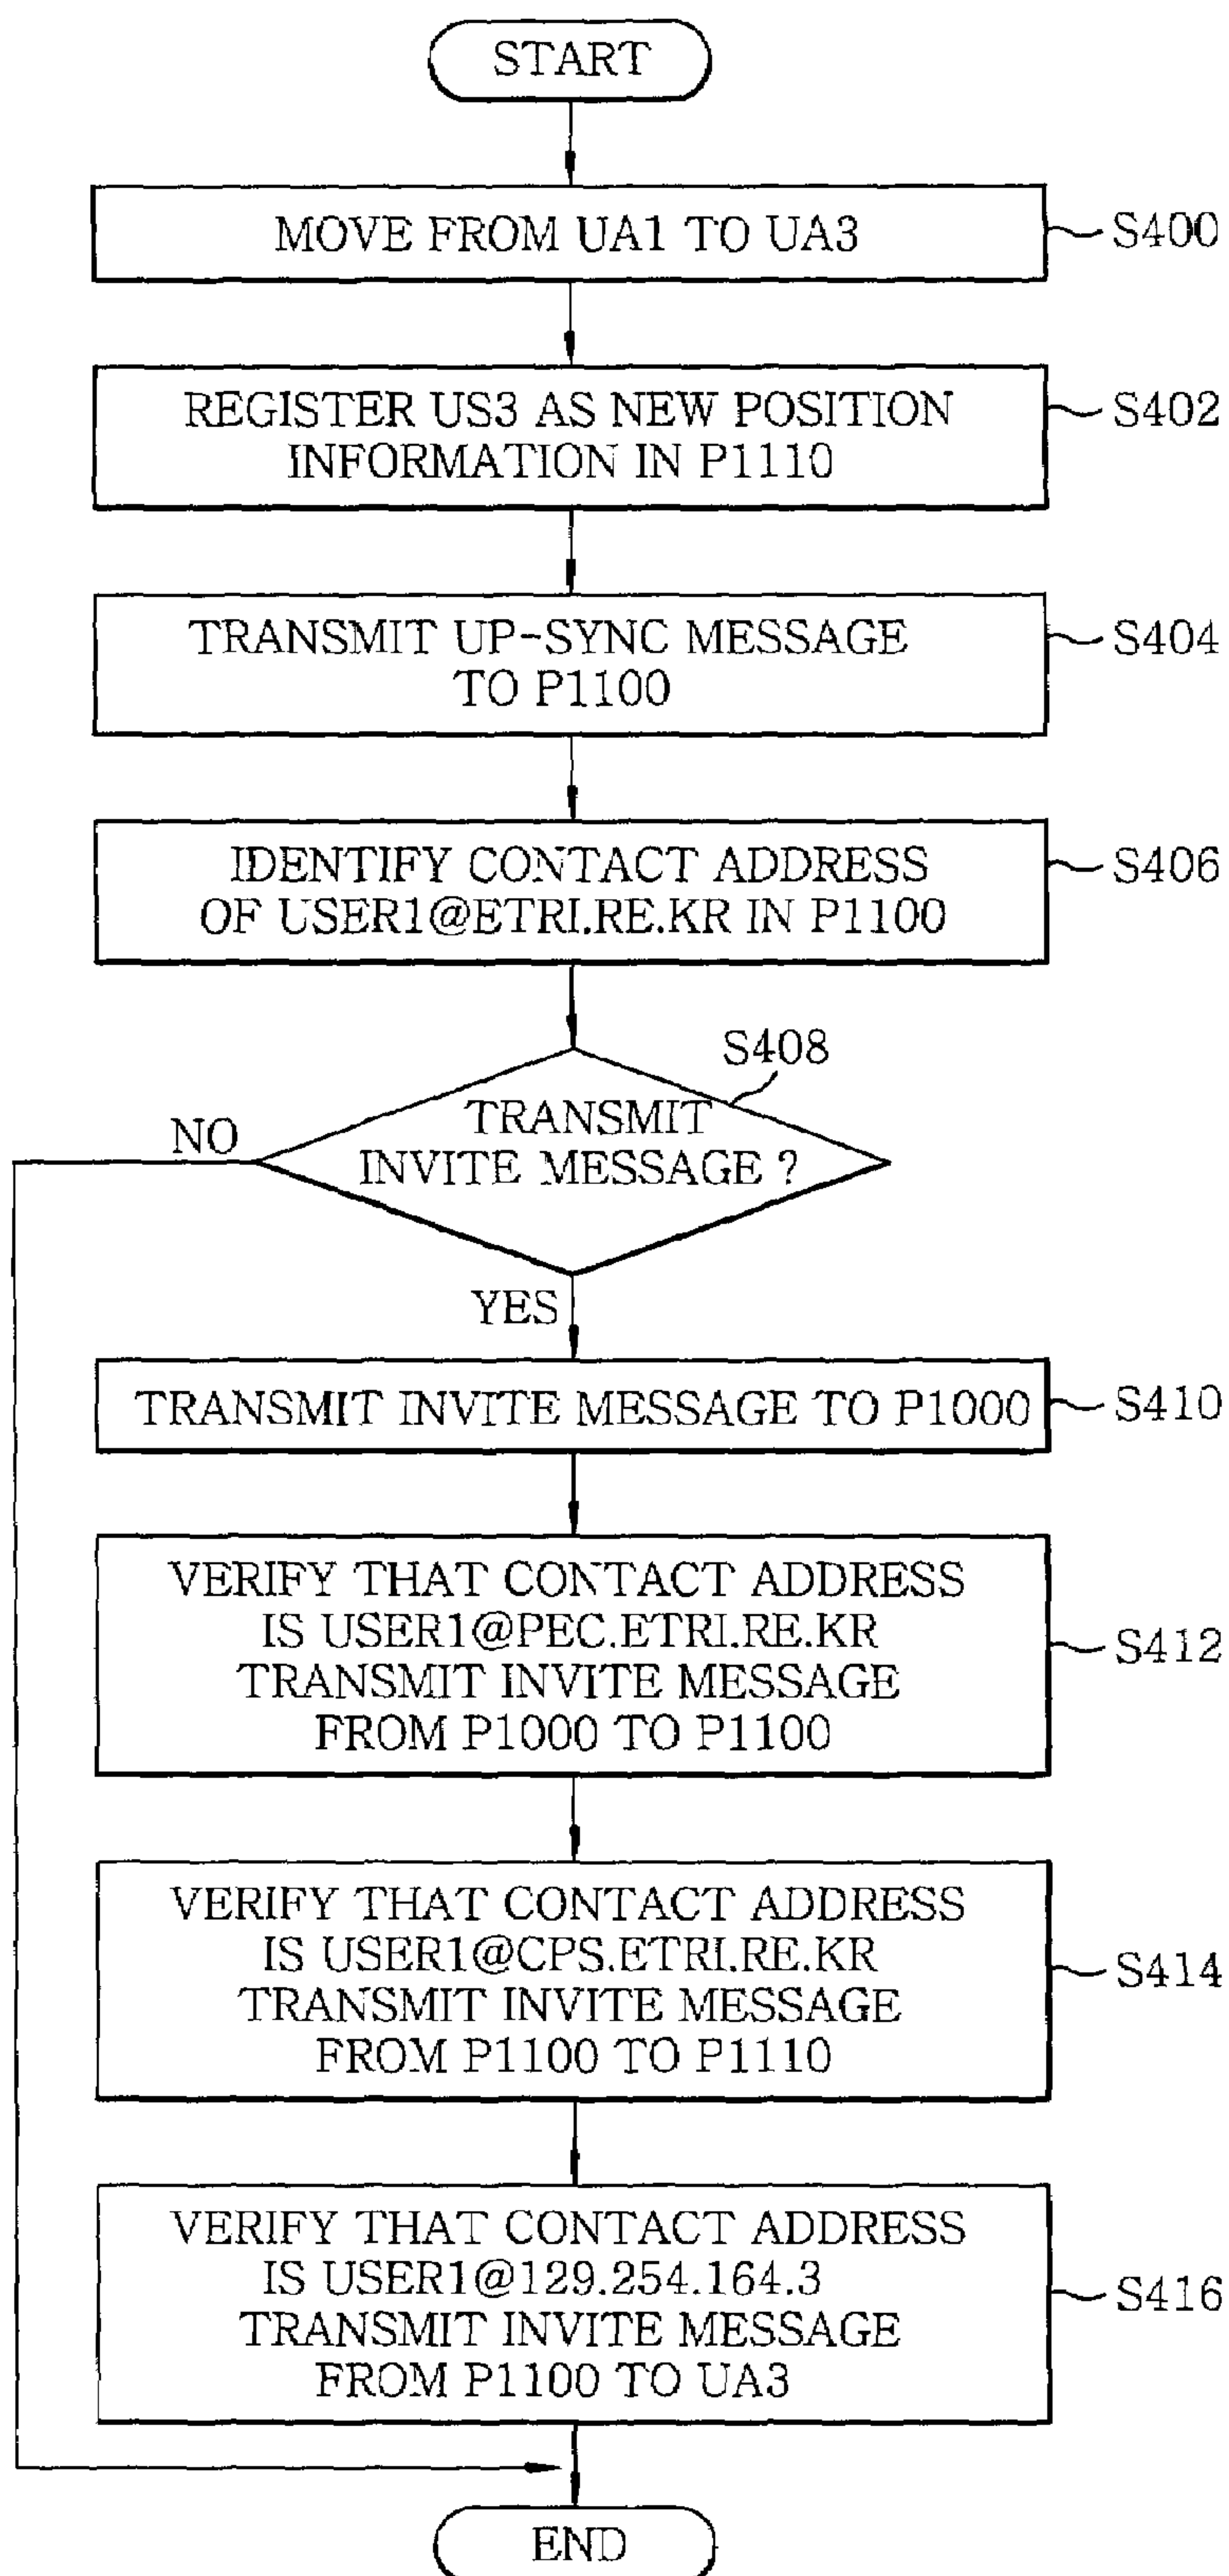 START
MOVE FROM UA1 TO UA3
S400
REGISTER US3 AS NEW POSITION
INFORMATION IN P1110
S402
TRANSMIT UP-SYNC MESSAGE
TO P1100
S404
IDENTIFY CONTACT ADDRESS
OF USER1@ETRI.RE.KR IN P1100
S406
S408
TRANSMIT
INVITE MESSAGE ?
NO
YES
TRANSMIT INVITE MESSAGE TO P1000
S410
VERIFY THAT CONTACT ADDRESS
IS USER1@PEC.ETRI.RE.KR
TRANSMIT INVITE MESSAGE
FROM P1000 TO P1100
S412
VERIFY THAT CONTACT ADDRESS
IS USER1@CPS.ETRI.RE.KR
TRANSMIT INVITE MESSAGE
FROM P1100 TO P1110
S414
VERIFY THAT CONTACT ADDRESS
IS USER1@129.254.164.3
TRANSMIT INVITE MESSAGE
FROM P1100 TO UA3
S416
END